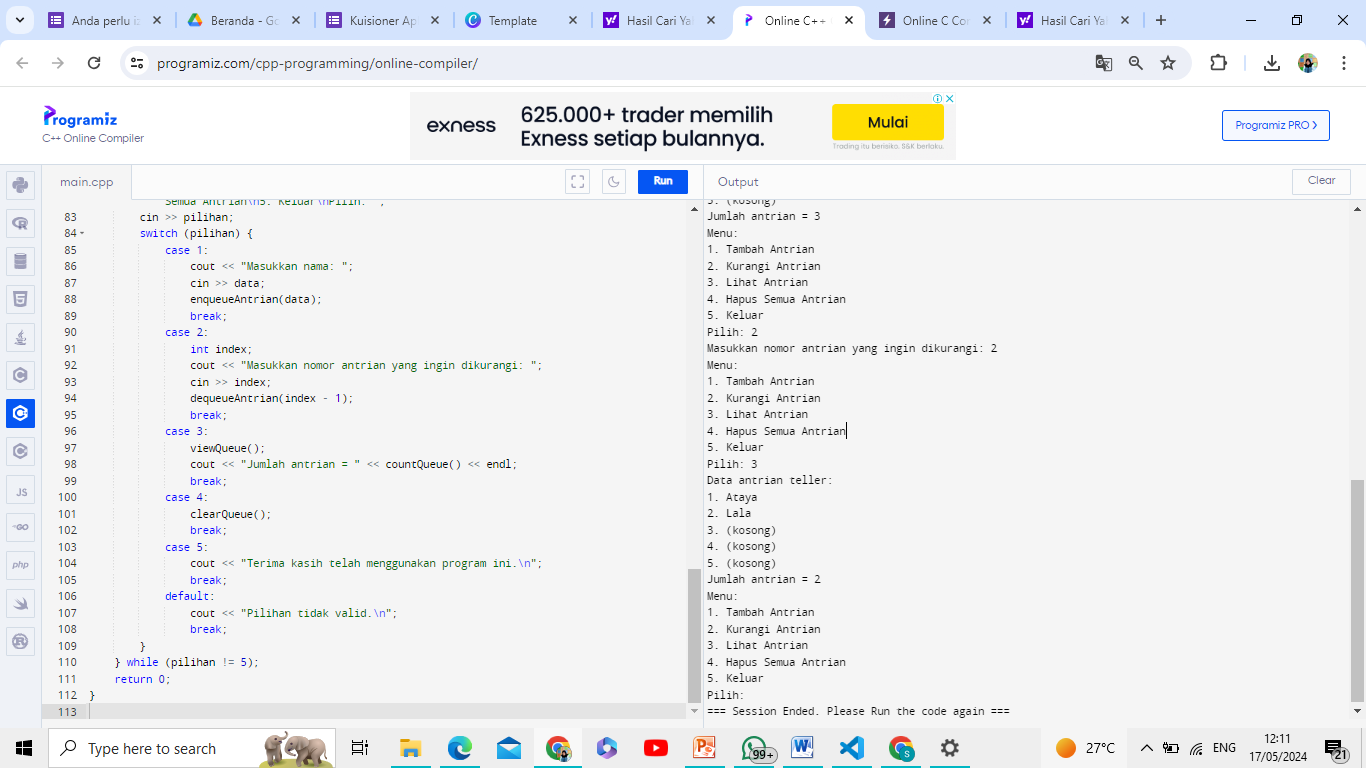 Anda perlu iz
Beranda - Go
Kuisioner Ap
Template
Hasil Cari Yal
Online C++
Online C Con
Hasil Cari Yal
programiz.com/cpp-programming/online-compiler/
Programiz
C++ Online Compiler
exness
625.000+ trader memilih
Exness setiap bulannya.
Mulai
Trading itu berisiko. S&K berlaku.
Programiz PRO >
main.cpp
Run
Output
Clear
Semua Antrian\n5. Keluar\nPilih: ";
83 cin >> pilihan;
84 switch (pilihan) {
85 case 1:
86 cout << "Masukkan nama: ";
87 cin >> data;
88 enqueueAntrian(data);
89 break;
90 case 2:
91 int index;
92 cout << "Masukkan nomor antrian yang ingin dikurangi: ";
93 cin >> index;
94 dequeueAntrian(index - 1);
95 break;
96 case 3:
97 viewQueue();
98 cout << "Jumlah antrian = " << countQueue() << endl;
99 break;
100 case 4:
101 clearQueue();
102 break;
103 case 5:
104 cout << "Terima kasih telah menggunakan program ini.\n";
105 break;
106 default:
107 cout << "Pilihan tidak valid.\n";
108 break;
109 }
110 } while (pilihan != 5);
111 return 0;
112 }
113
5. (kosong)
Jumlah antrian = 3
Menu:
1. Tambah Antrian
2. Kurangi Antrian
3. Lihat Antrian
4. Hapus Semua Antrian
5. Keluar
Pilih: 2
Masukkan nomor antrian yang ingin dikurangi: 2
Menu:
1. Tambah Antrian
2. Kurangi Antrian
3. Lihat Antrian
4. Hapus Semua Antrian
5. Keluar
Pilih: 3
Data antrian teller:
1. Ataya
2. Lala
3. (kosong)
4. (kosong)
5. (kosong)
Jumlah antrian = 2
Menu:
1. Tambah Antrian
2. Kurangi Antrian
3. Lihat Antrian
4. Hapus Semua Antrian
5. Keluar
Pilih:
=== Session Ended. Please Run the code again ===
JS
GO
php
Type here to search
99+
27°C
ENG
12:11
17/05/2024
21